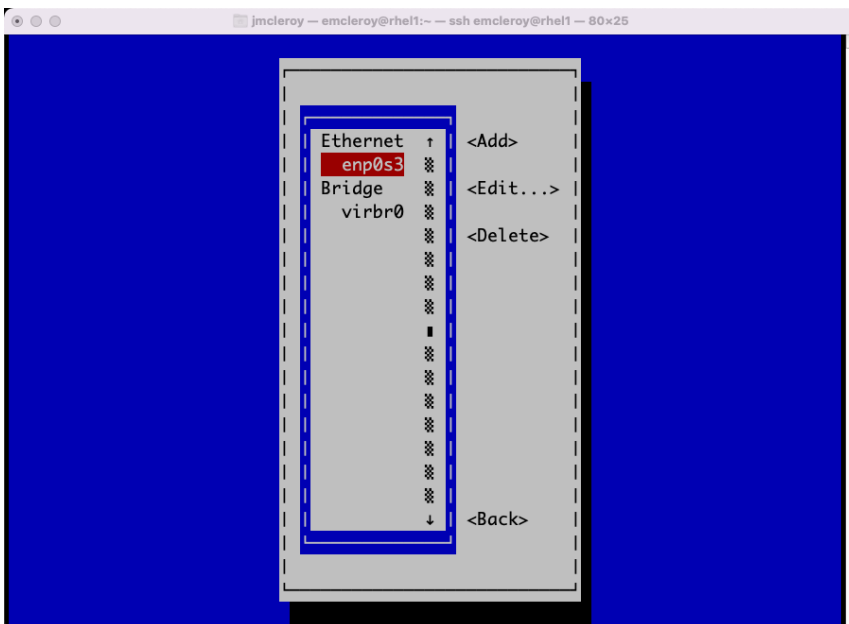 jmcleroy — emcleroy@rhel1:~ — ssh emcleroy@rhel1 — 80×25
Ethernet ↑ <Add>
enp0s3
Bridge <Edit...>
virbr0
<Delete>
↓ <Back>